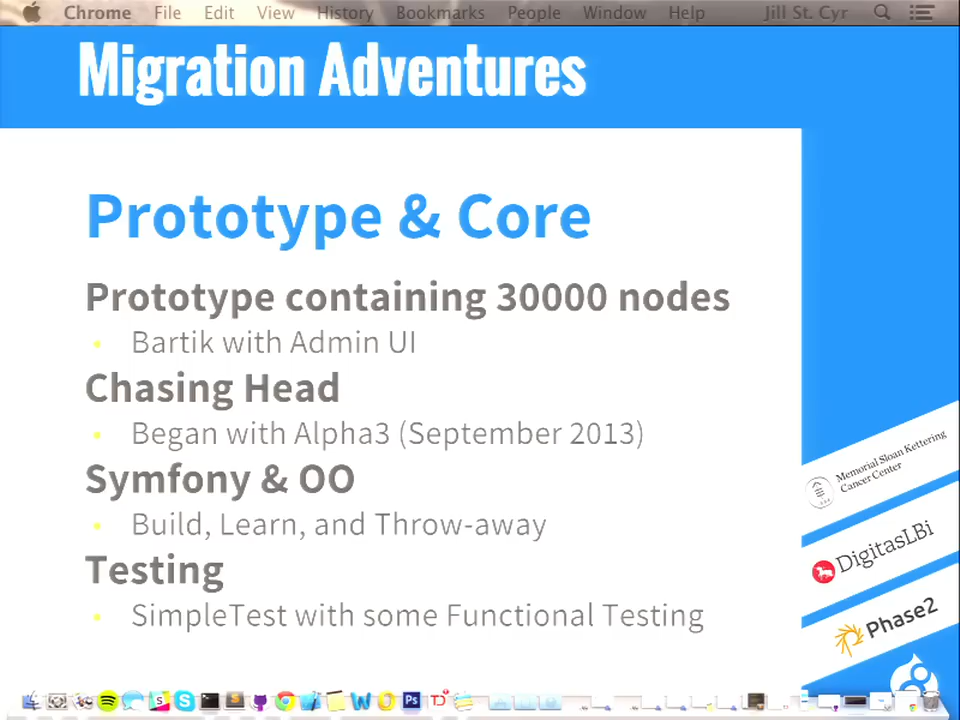 Chrome File Edit View History Bookmarks People Window Help Jill St. Cyr
Migration Adventures
Prototype & Core
Prototype containing 30000 nodes
Bartik with Admin UI
Chasing Head
Began with Alpha3 (September 2013)
Symfony & OO
Build, Learn, and Throw-away
Testing
SimpleTest with some Functional Testing
Memorial Sloan Kettering
Cancer Center
DigitasLBi
Phase2